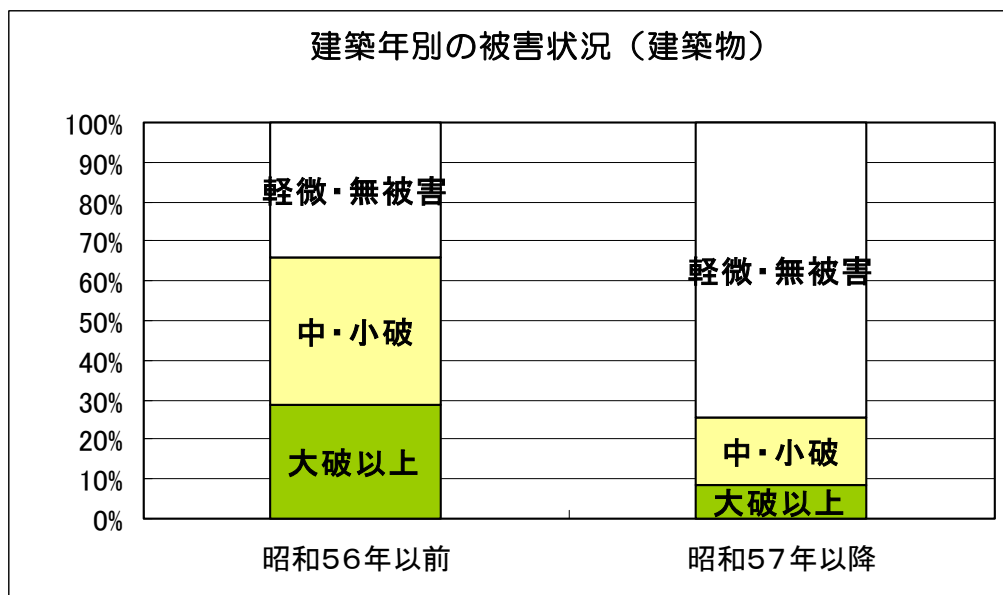 建築年別の被害状況（建築物）
100%
90%
80%
70%
60%
50%
40%
30%
20%
10%
0%
軽微・無被害
中・小破
大破以上
軽微・無被害
中・小破
大破以上
昭和５６年以前
昭和５７年以降